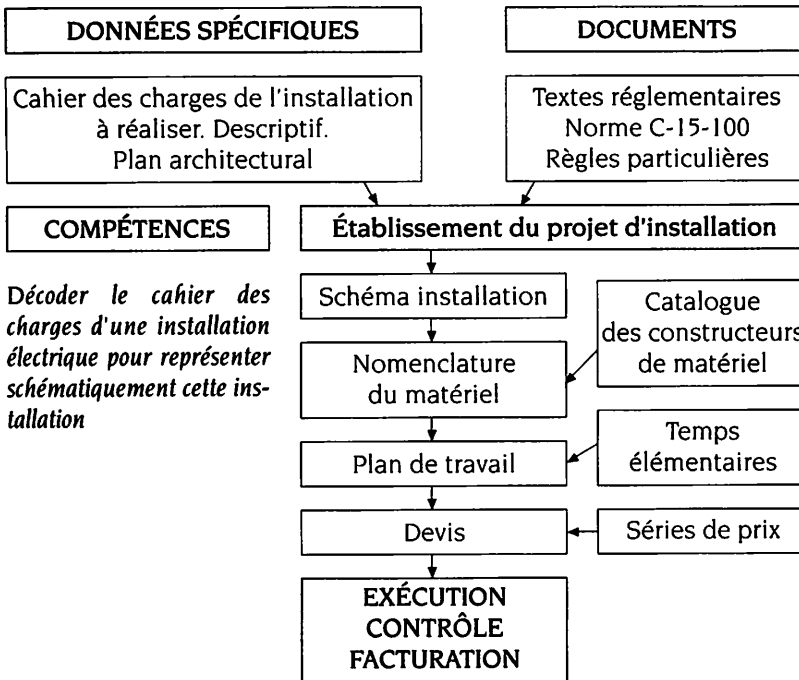 DONNÉES SPÉCIFIQUES
DOCUMENTS
Cahier des charges de l'installation
à réaliser. Descriptif.
Plan architectural
Textes réglementaires
Norme C-15-100
Règles particulières
COMPÉTENCES
Établissement du projet d'installation
Décoder le cahier des
charges d'une installation
électrique pour représenter
schématiquement cette ins-
tallation
Schéma installation
Catalogue
des constructeurs
de matériel
Nomenclature
du matériel
Temps
élémentaires
Plan de travail
Devis
Séries de prix
EXÉCUTION
CONTRÔLE
FACTURATION